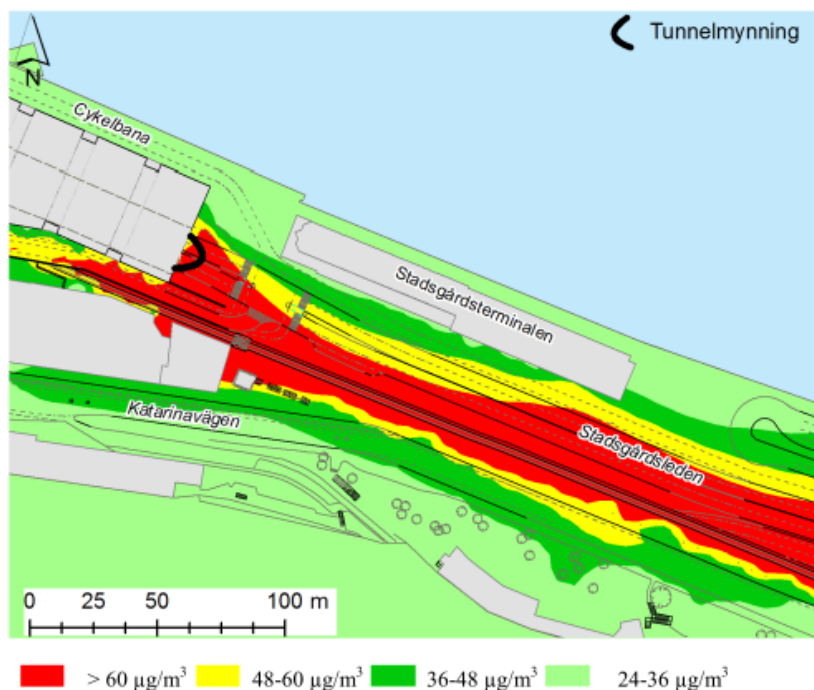 Tunnelmynning
N
Cykelbana
Stadsgårdsterminalen
Stadsgårdsleden
Katarinavägen
0 25 50 100 m
> 60 µg/m³ 48-60 µg/m³ 36-48 µg/m³ 24-36 µg/m³